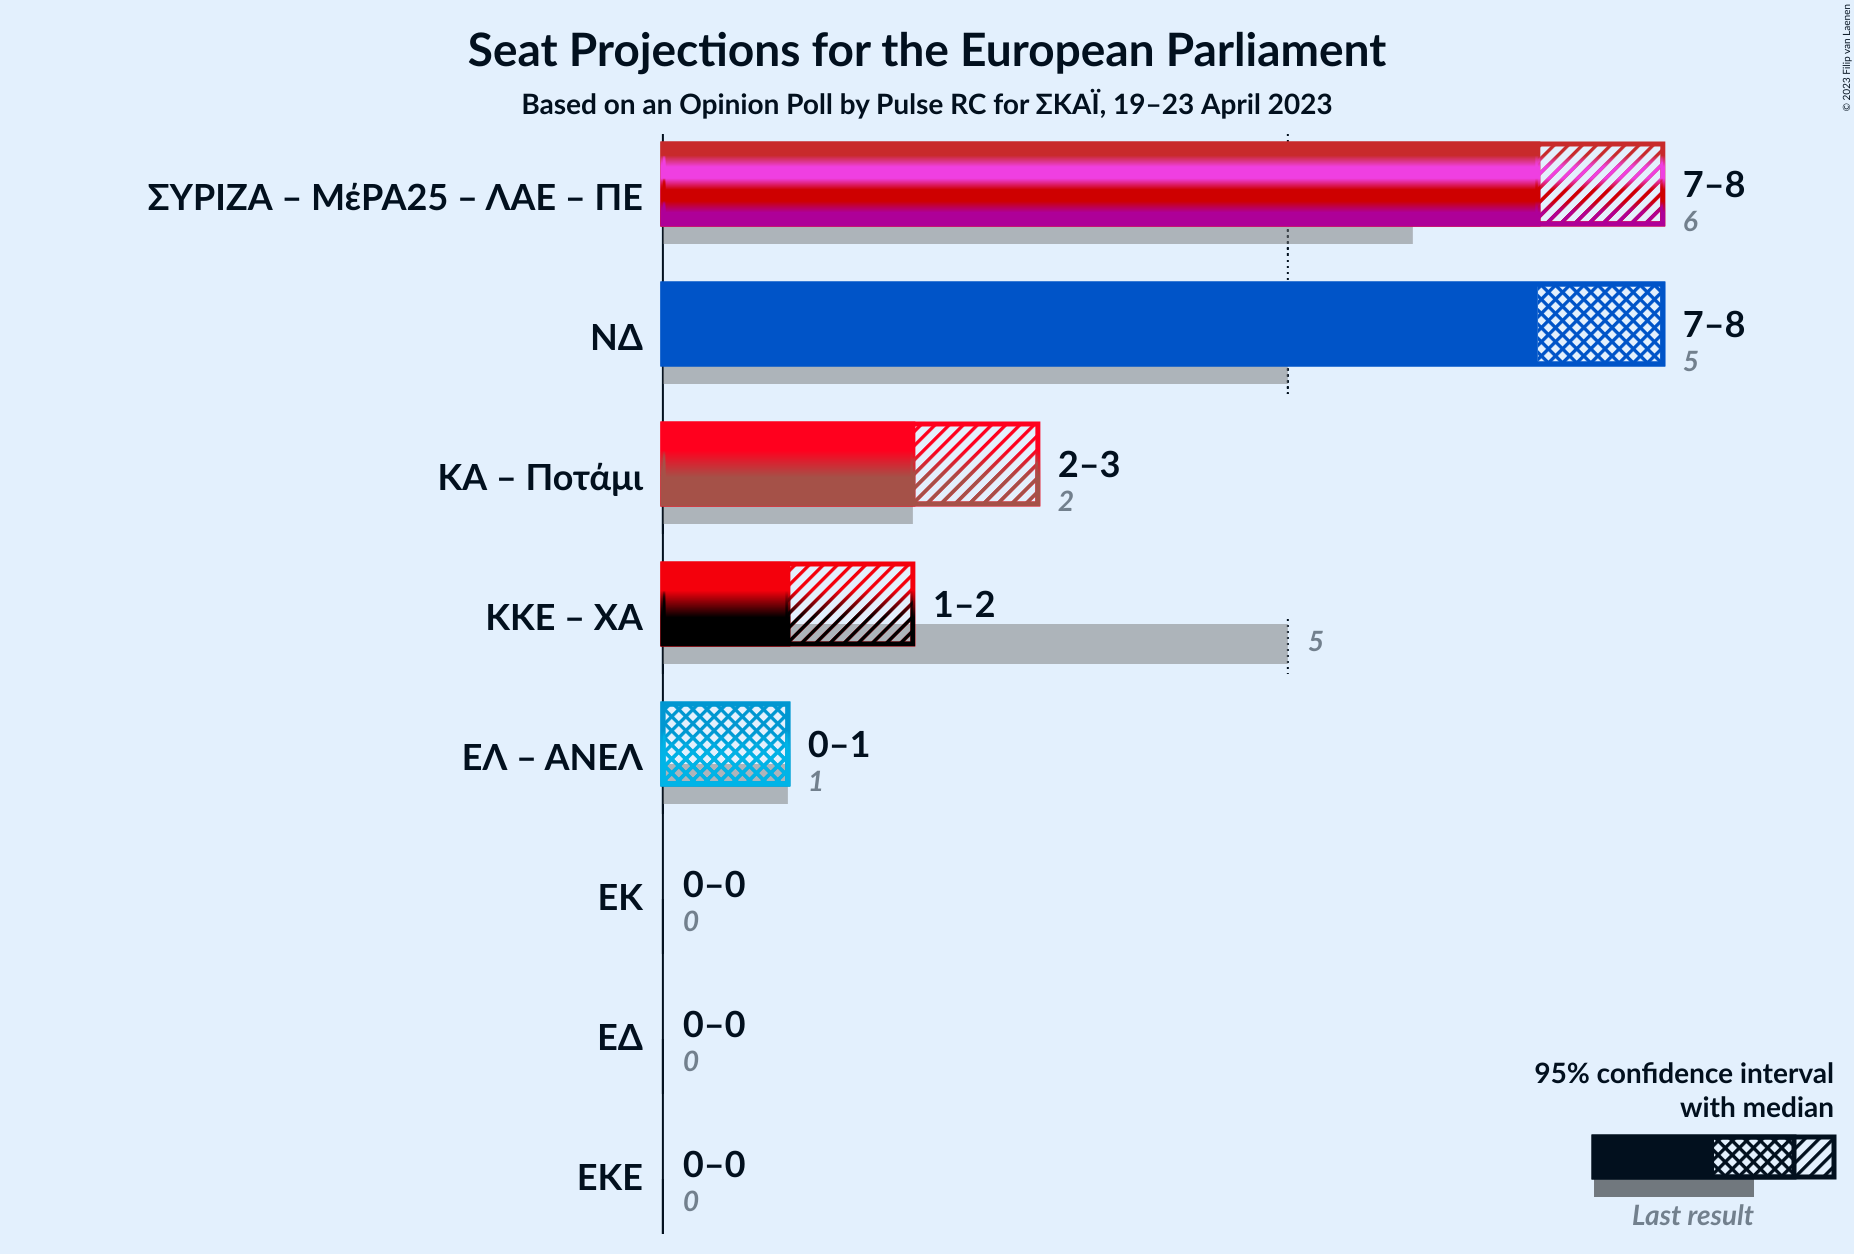 Seat Projections for the European Parliament
Based on an Opinion Poll by Pulse RC for ΣΚΑΪ, 19–23 April 2023
© 2023 Filip van Laenen
ΣΥΡΙΖΑ – ΜέΡΑ25 – ΛΑΕ – ΠΕ
7–8
6
ΝΔ
7–8
5
ΚΑ – Ποτάμι
2–3
2
ΚΚΕ – ΧΑ
1–2
5
ΕΛ – ΑΝΕΛ
0–1
1
ΕΚ
0–0
0
ΕΔ
0–0
0
ΕΚΕ
0–0
0
95% confidence interval
with median
Last result